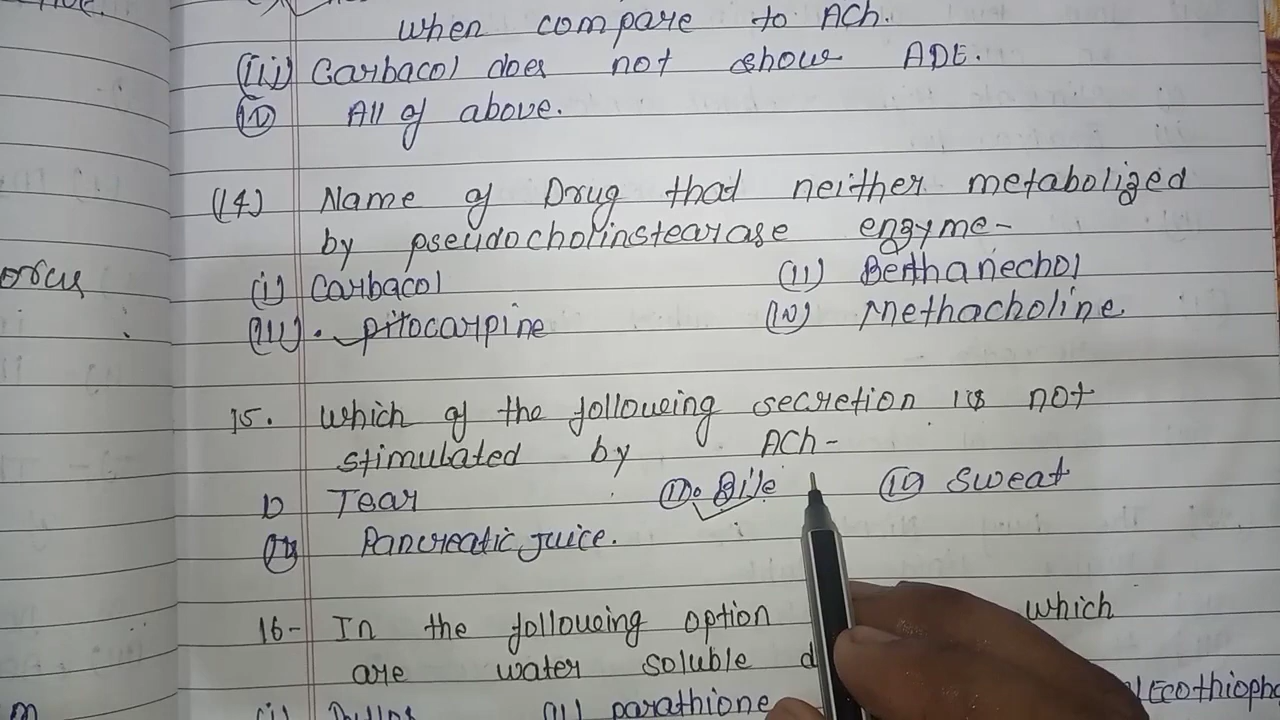 when compare to ACh.
(iii) Carbacol does not show ADE.
(iv) All of above.
(14) Name of Drug that neither metabolized
by pseudocholinstearase enzyme-
orus
(i) Carbacol (ii) Bethanechol
(iii) Pilocarpine (iv) Methacholine
15. which of the following secretion is not
stimulated by ACh-
i) Tear (ii) Bile (iii) Sweat
(iv) Pancreatic juice.
16- In the following option which
are water soluble d
(ii) parathione Ecothiopha